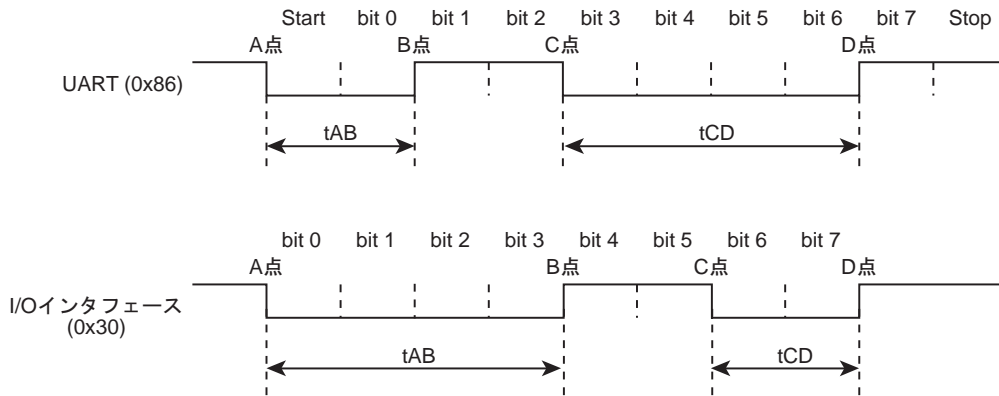 Start bit 0 bit 1 bit 2 bit 3 bit 4 bit 5 bit 6 bit 7 Stop
A点 B点 C点 D点
UART (0x86)
tAB tCD
bit 0 bit 1 bit 2 bit 3 bit 4 bit 5 bit 6 bit 7
A点 B点 C点 D点
I/Oインタフェース
(0x30)
tAB tCD